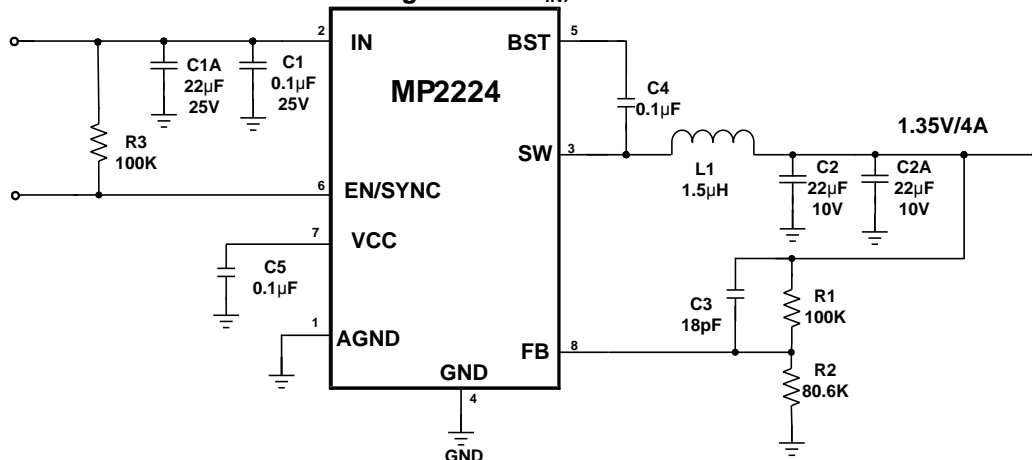 IN,
2
IN
BST
5
MP2224
C1A
22µF
25V
C1
0.1µF
25V
C4
0.1µF
R3
100K
1.35V/4A
SW
3
L1
1.5µH
C2
22µF
10V
C2A
22µF
10V
6
EN/SYNC
7
VCC
C5
0.1µF
1
AGND
C3
18pF
R1
100K
FB
8
R2
80.6K
GND
4
GND